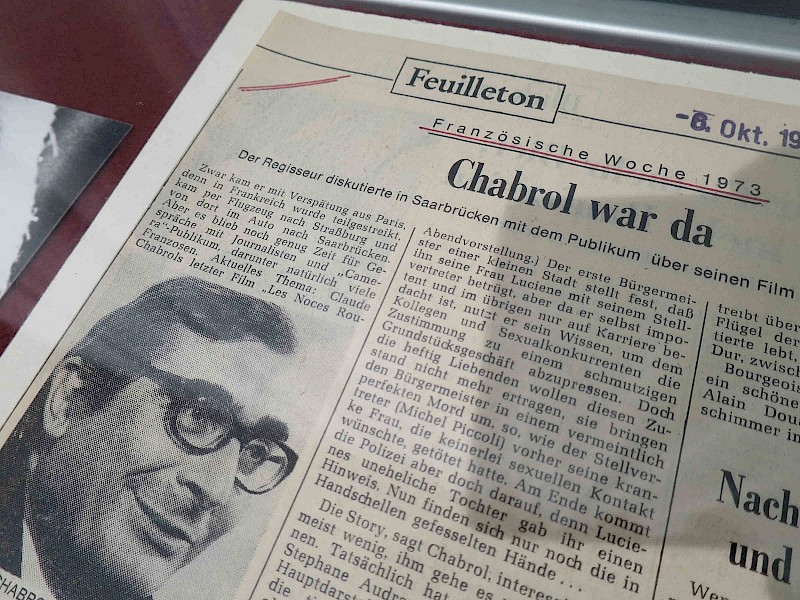 Feuilleton
-6. Okt. 19
Französische Woche 1973
Chabrol war da
Der Regisseur diskutierte in Saarbrücken mit dem Publikum über seinen Film
Zwar kam er mit Verspätung aus Paris,
denn in Frankreich wurde teilgestreikt,
kam per Flugzeug nach Straßburg und
von dort im Auto nach Saarbrücken.
Aber es blieb noch genug Zeit für Ge-
spräche mit Journalisten und „Came-
ra“-Publikum, darunter natürlich viele
Franzosen. Aktuelles Thema: Claude
Chabrols letzter Film „Les Noces Rou-
CHABRO
Abendvorstellung.) Der erste Bürgermei-
ster einer kleinen Stadt stellt fest, daß
ihn seine Frau Luciene mit seinem Stell-
vertreter betrügt, aber da er selbst impo-
tent und im übrigen nur auf Karriere be-
dacht ist, nutzt er sein Wissen, um dem
Kollegen und Sexualkonkurrenten die
Zustimmung zu einem schmutzigen
Grundstücksgeschäft abzupressen. Doch
die heftig Liebenden wollen diesen Zu-
stand nicht mehr ertragen, sie bringen
den Bürgermeister in einem vermeintlich
perfekten Mord um, so, wie der Stellver-
treter (Michel Piccoli) vorher seine kran-
ke Frau, die keinerlei sexuellen Kontakt
wünschte, getötet hatte. Am Ende kommt
die Polizei aber doch darauf, denn Lucie-
nes uneheliche Tochter gab ihr einen
Hinweis. Nun finden sich nur noch die in
Handschellen gefesselten Hände . . .
Die Story, sagt Chabrol, interes
meist wenig, ihm gehe es
nen. Tatsächlich hat
Stephane Audra
Hauptdarst
die
treibt über
Flügel der
tierte lebt,
Dur, zwisch
Bourgeois
ein schöne
Alain Dou
schimmer in
Nach
und
Wer